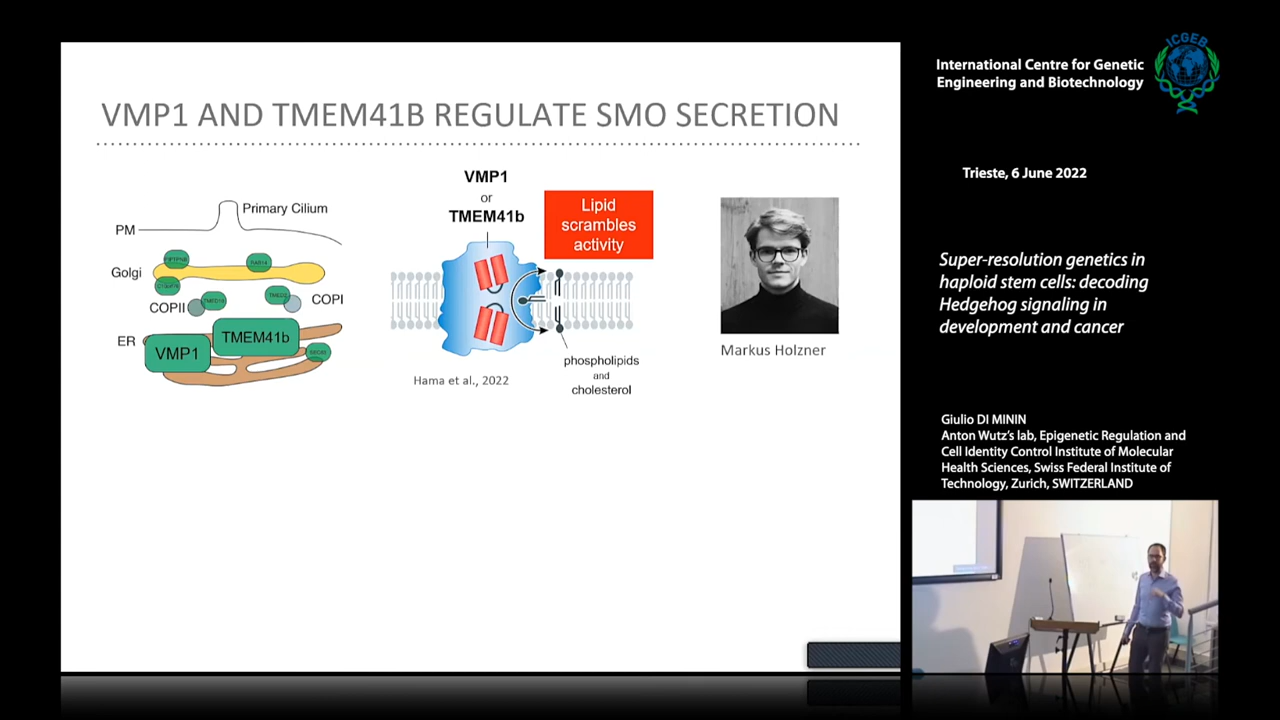 VMP1 AND TMEM41B REGULATE SMO SECRETION
Primary Cilium
PM
Golgi
COPII
COPI
ER
VMP1
TMEM41b
VMP1
or
TMEM41b
Lipid
scrambles
activity
phospholipids
and
cholesterol
Hama et al., 2022
Markus Holzner
International Centre for Genetic
Engineering and Biotechnology
ICGEB
Trieste, 6 June 2022
Super-resolution genetics in
haploid stem cells: decoding
Hedgehog signaling in
development and cancer
Giulio DI MININ
Anton Wutz's lab, Epigenetic Regulation and
Cell Identity Control Institute of Molecular
Health Sciences, Swiss Federal Institute of
Technology, Zurich, SWITZERLAND